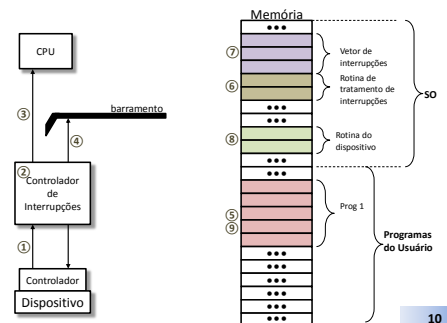 Memória
CPU
•••
⑦
Vetor de
interrupções
⑥
Rotina de
tratamento de
interrupções
SO
③
barramento
④
•••
•••
⑧
Rotina do
dispositivo
•••
•••
②
Controlador
de
Interrupções
Prog 1
⑤
⑨
Programas
do Usuário
①
Controlador
Dispositivo
•••
•••
•••
•••
•••
•••
10